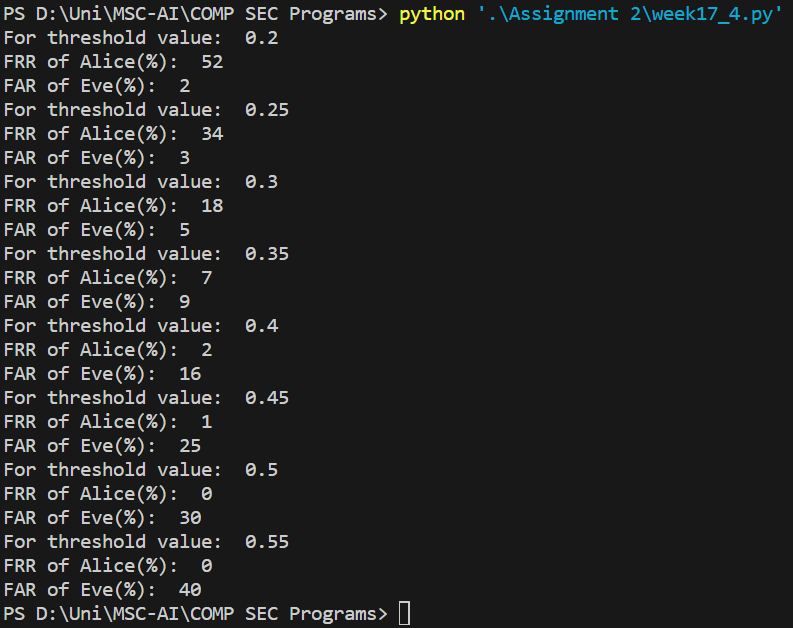 PS D:\Uni\MSC-AI\COMP SEC Programs> python '.\Assignment 2\week17_4.py'
For threshold value:  0.2
FRR of Alice(%):  52
FAR of Eve(%):  2
For threshold value:  0.25
FRR of Alice(%):  34
FAR of Eve(%):  3
For threshold value:  0.3
FRR of Alice(%):  18
FAR of Eve(%):  5
For threshold value:  0.35
FRR of Alice(%):  7
FAR of Eve(%):  9
For threshold value:  0.4
FRR of Alice(%):  2
FAR of Eve(%):  16
For threshold value:  0.45
FRR of Alice(%):  1
FAR of Eve(%):  25
For threshold value:  0.5
FRR of Alice(%):  0
FAR of Eve(%):  30
For threshold value:  0.55
FRR of Alice(%):  0
FAR of Eve(%):  40
PS D:\Uni\MSC-AI\COMP SEC Programs>